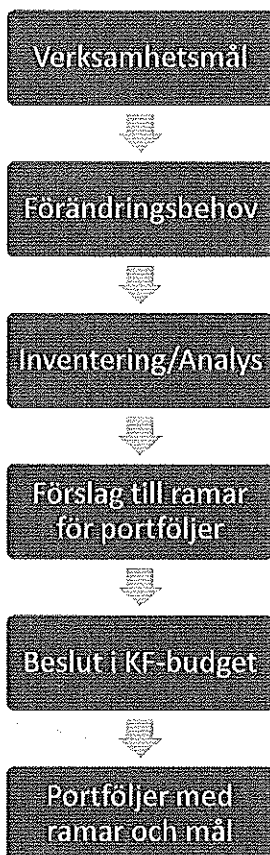 Verksamhetsmål
Förändringsbehov
Inventering/Analys
Förslag till ramar
för portföljer
Beslut i KF-budget
Portföljer med
ramar och mål